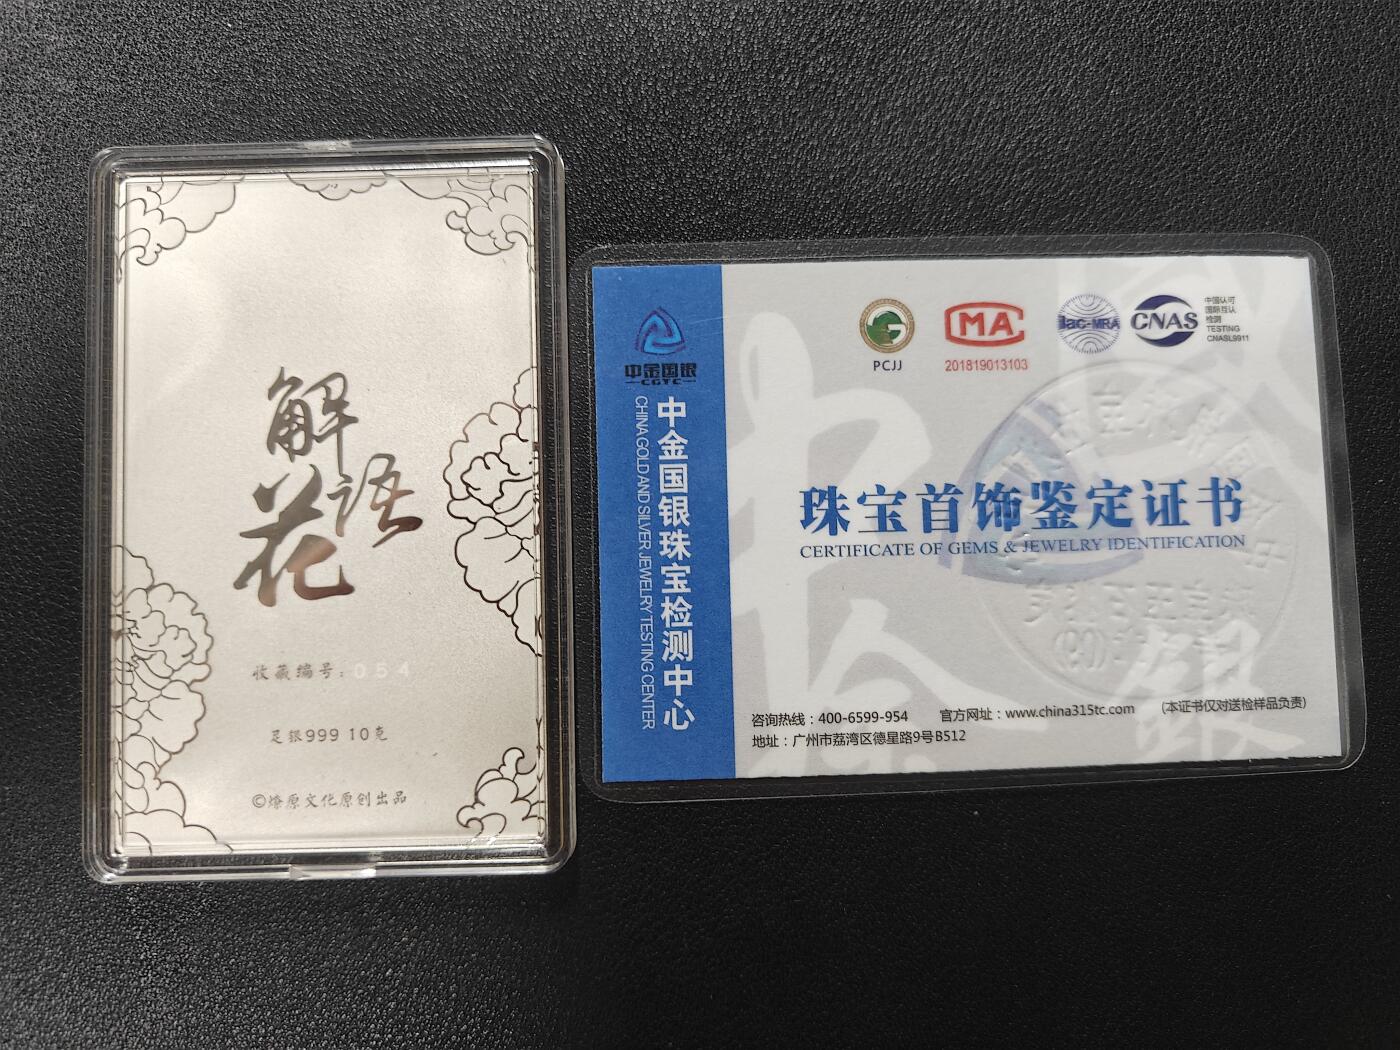 解语花
收藏编号：054
足银999 10克
©燎原文化原创出品
中金国银
CGTC
中金国银珠宝检测中心
CHINA GOLD AND SILVER JEWELRY TESTING CENTER
PCJJ
MA
201819013103
ilac-MRA
CNAS
中国认可
国际互认
检测
TESTING
CNASL9911
珠宝首饰鉴定证书
CERTIFICATE OF GEMS & JEWELRY IDENTIFICATION
咨询热线：400-6599-954 官方网址：www.china315tc.com (本证书仅对送检样品负责)
地址：广州市荔湾区德星路9号B512